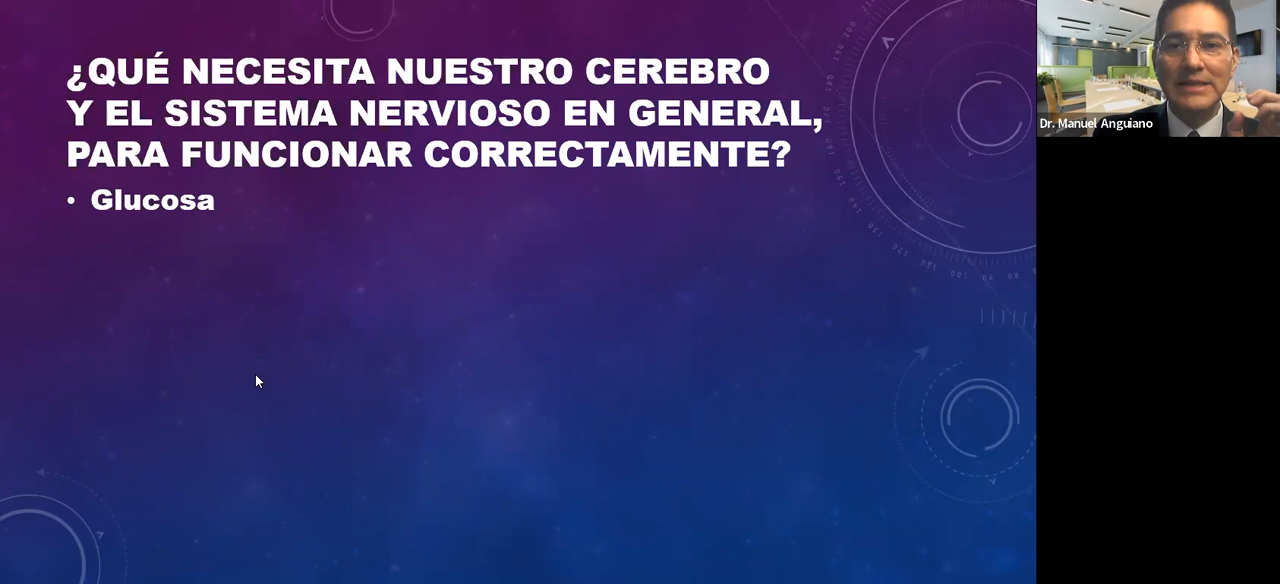 ¿QUÉ NECESITA NUESTRO CEREBRO
Y EL SISTEMA NERVIOSO EN GENERAL,
PARA FUNCIONAR CORRECTAMENTE?
• Glucosa
Dr. Manuel Anguiano